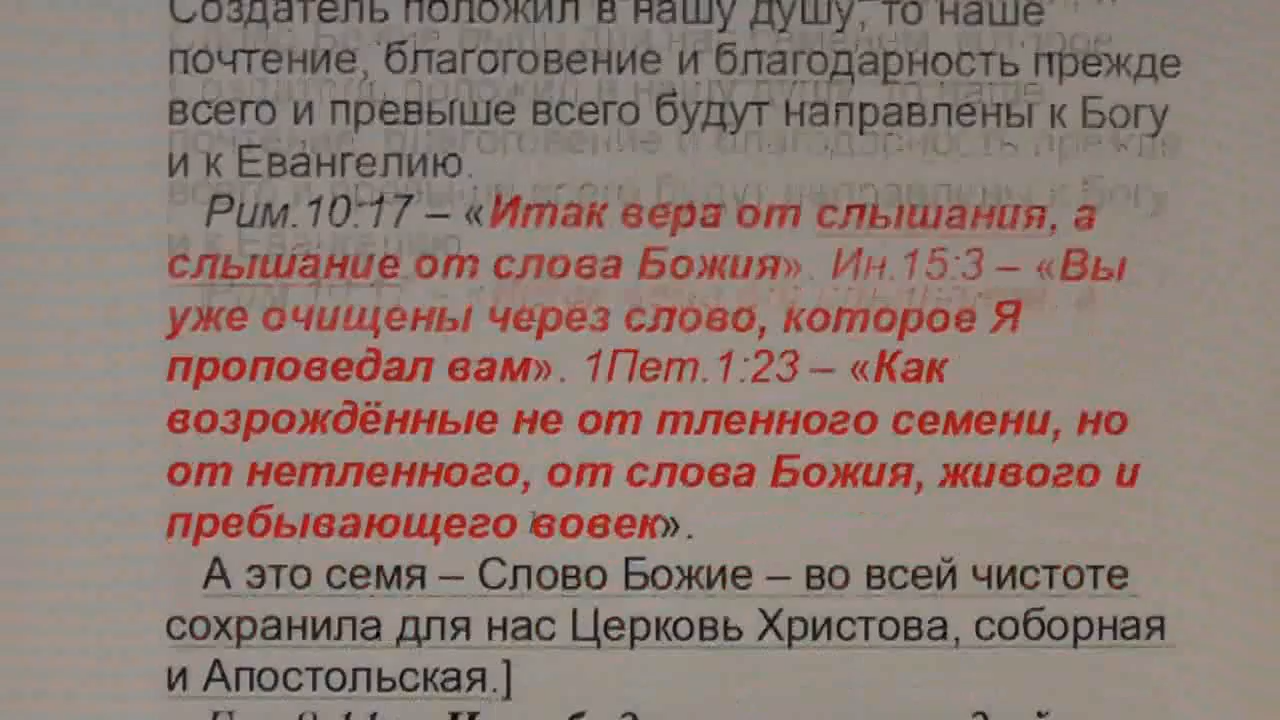 Создатель положил в нашу душу, то наше
почтение, благоговение и благодарность прежде
всего и превыше всего будут направлены к Богу
и к Евангелию.
Рим.10:17 – «Итак вера от слышания, а
слышание от слова Божия». Ин.15:3 – «Вы
уже очищены через слово, которое Я
проповедал вам». 1Пет.1:23 – «Как
возрождённые не от тленного семени, но
от нетленного, от слова Божия, живого и
пребывающего вовек».
А это семя – Слово Божие – во всей чистоте
сохранила для нас Церковь Христова, соборная
и Апостольская.]